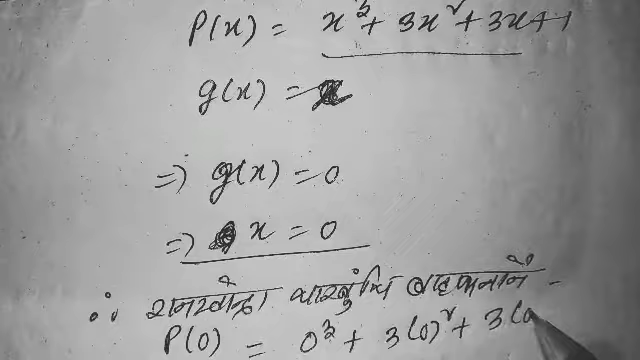 P(x) = x³ + 3x² + 3x + 1
g(x) = x
=> g(x) = 0
=> x = 0
∴
P(0) = 0³ + 3(0)² + 3(0